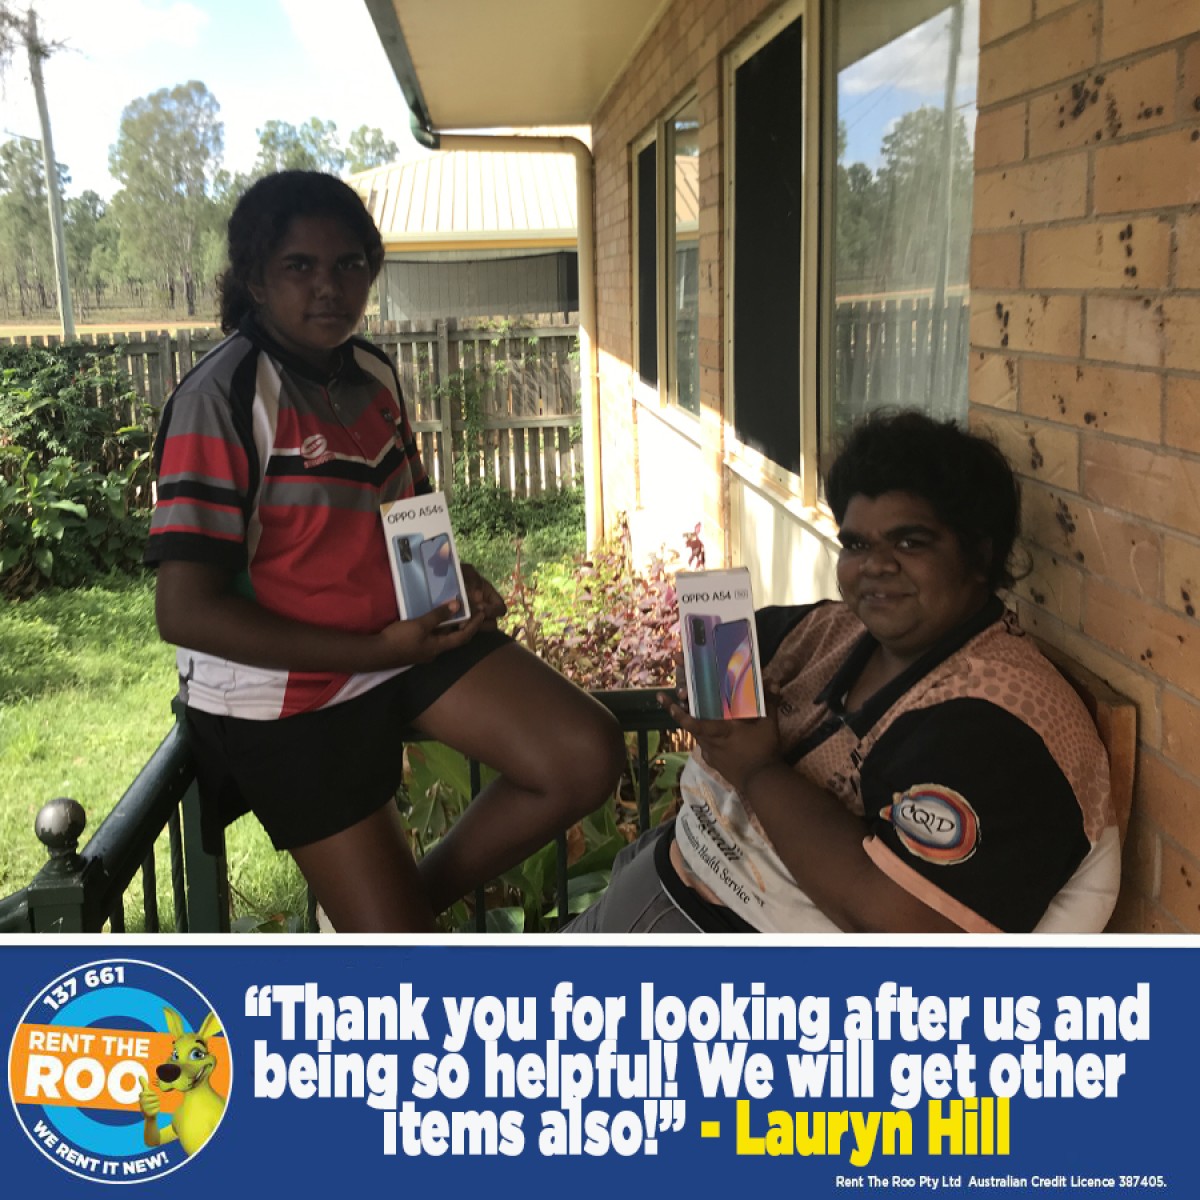 OPPO A54s
OPPO A54 5G
CQID
Bidgerdii
Community Health Service
137 661
RENT THE
ROO
WE RENT IT NEW!
“Thank you for looking after us and
being so helpful! We will get other
items also!” - Lauryn Hill
Rent The Roo Pty Ltd Australian Credit Licence 387405.